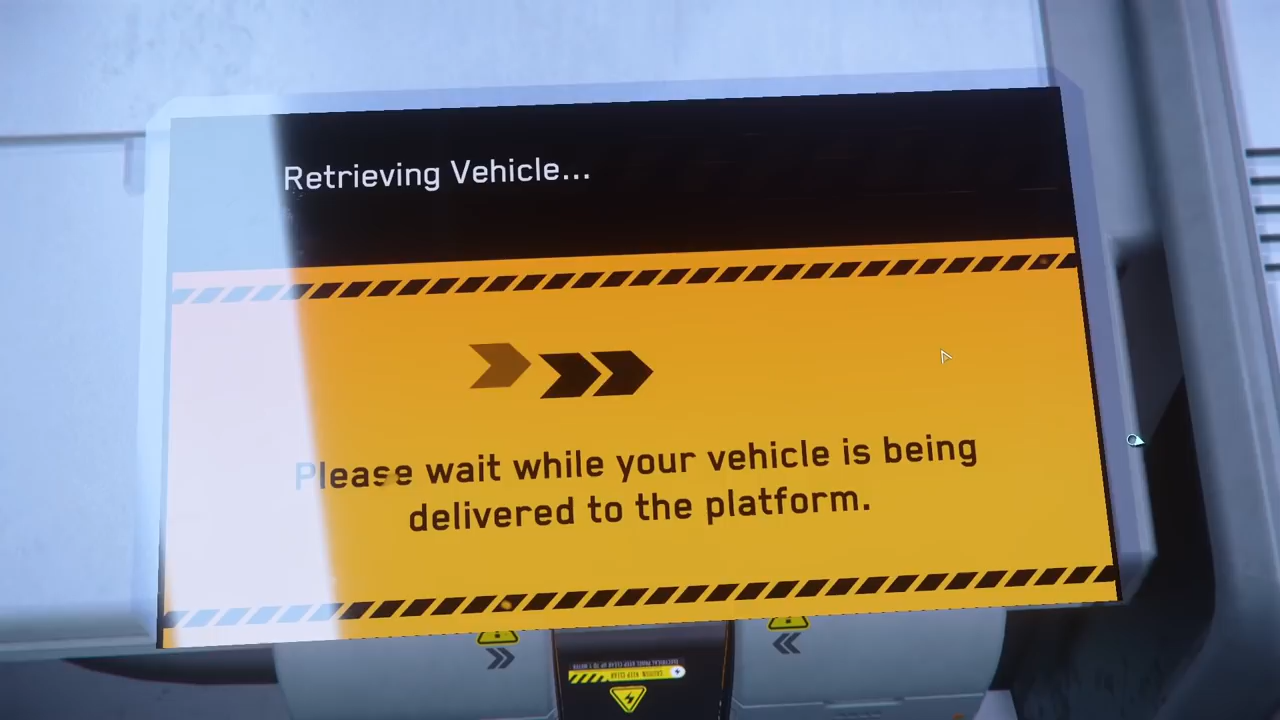 Retrieving Vehicle...
Please wait while your vehicle is being
delivered to the platform.